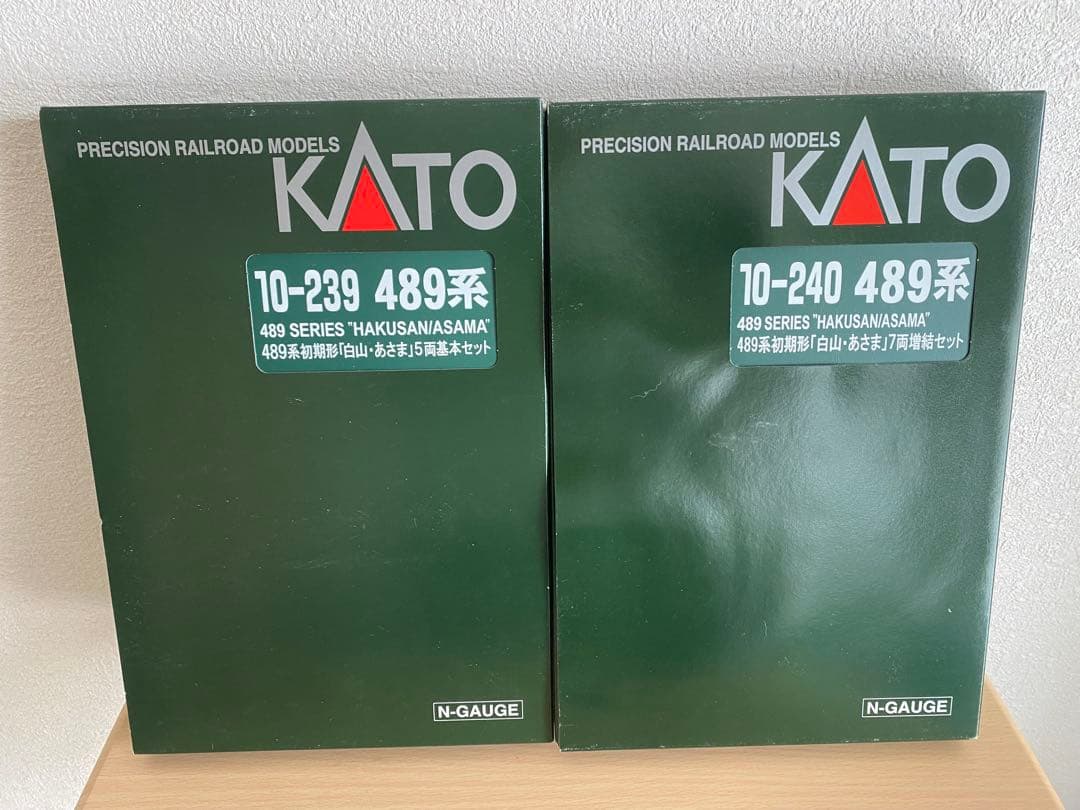 PRECISION RAILROAD MODELS
KATO
10-239 489系
489 SERIES "HAKUSAN/ASAMA"
489系初期形「白山・あさま」5両基本セット
N-GAUGE
PRECISION RAILROAD MODELS
KATO
10-240 489系
489 SERIES "HAKUSAN/ASAMA"
489系初期形「白山・あさま」7両増結セット
N-GAUGE